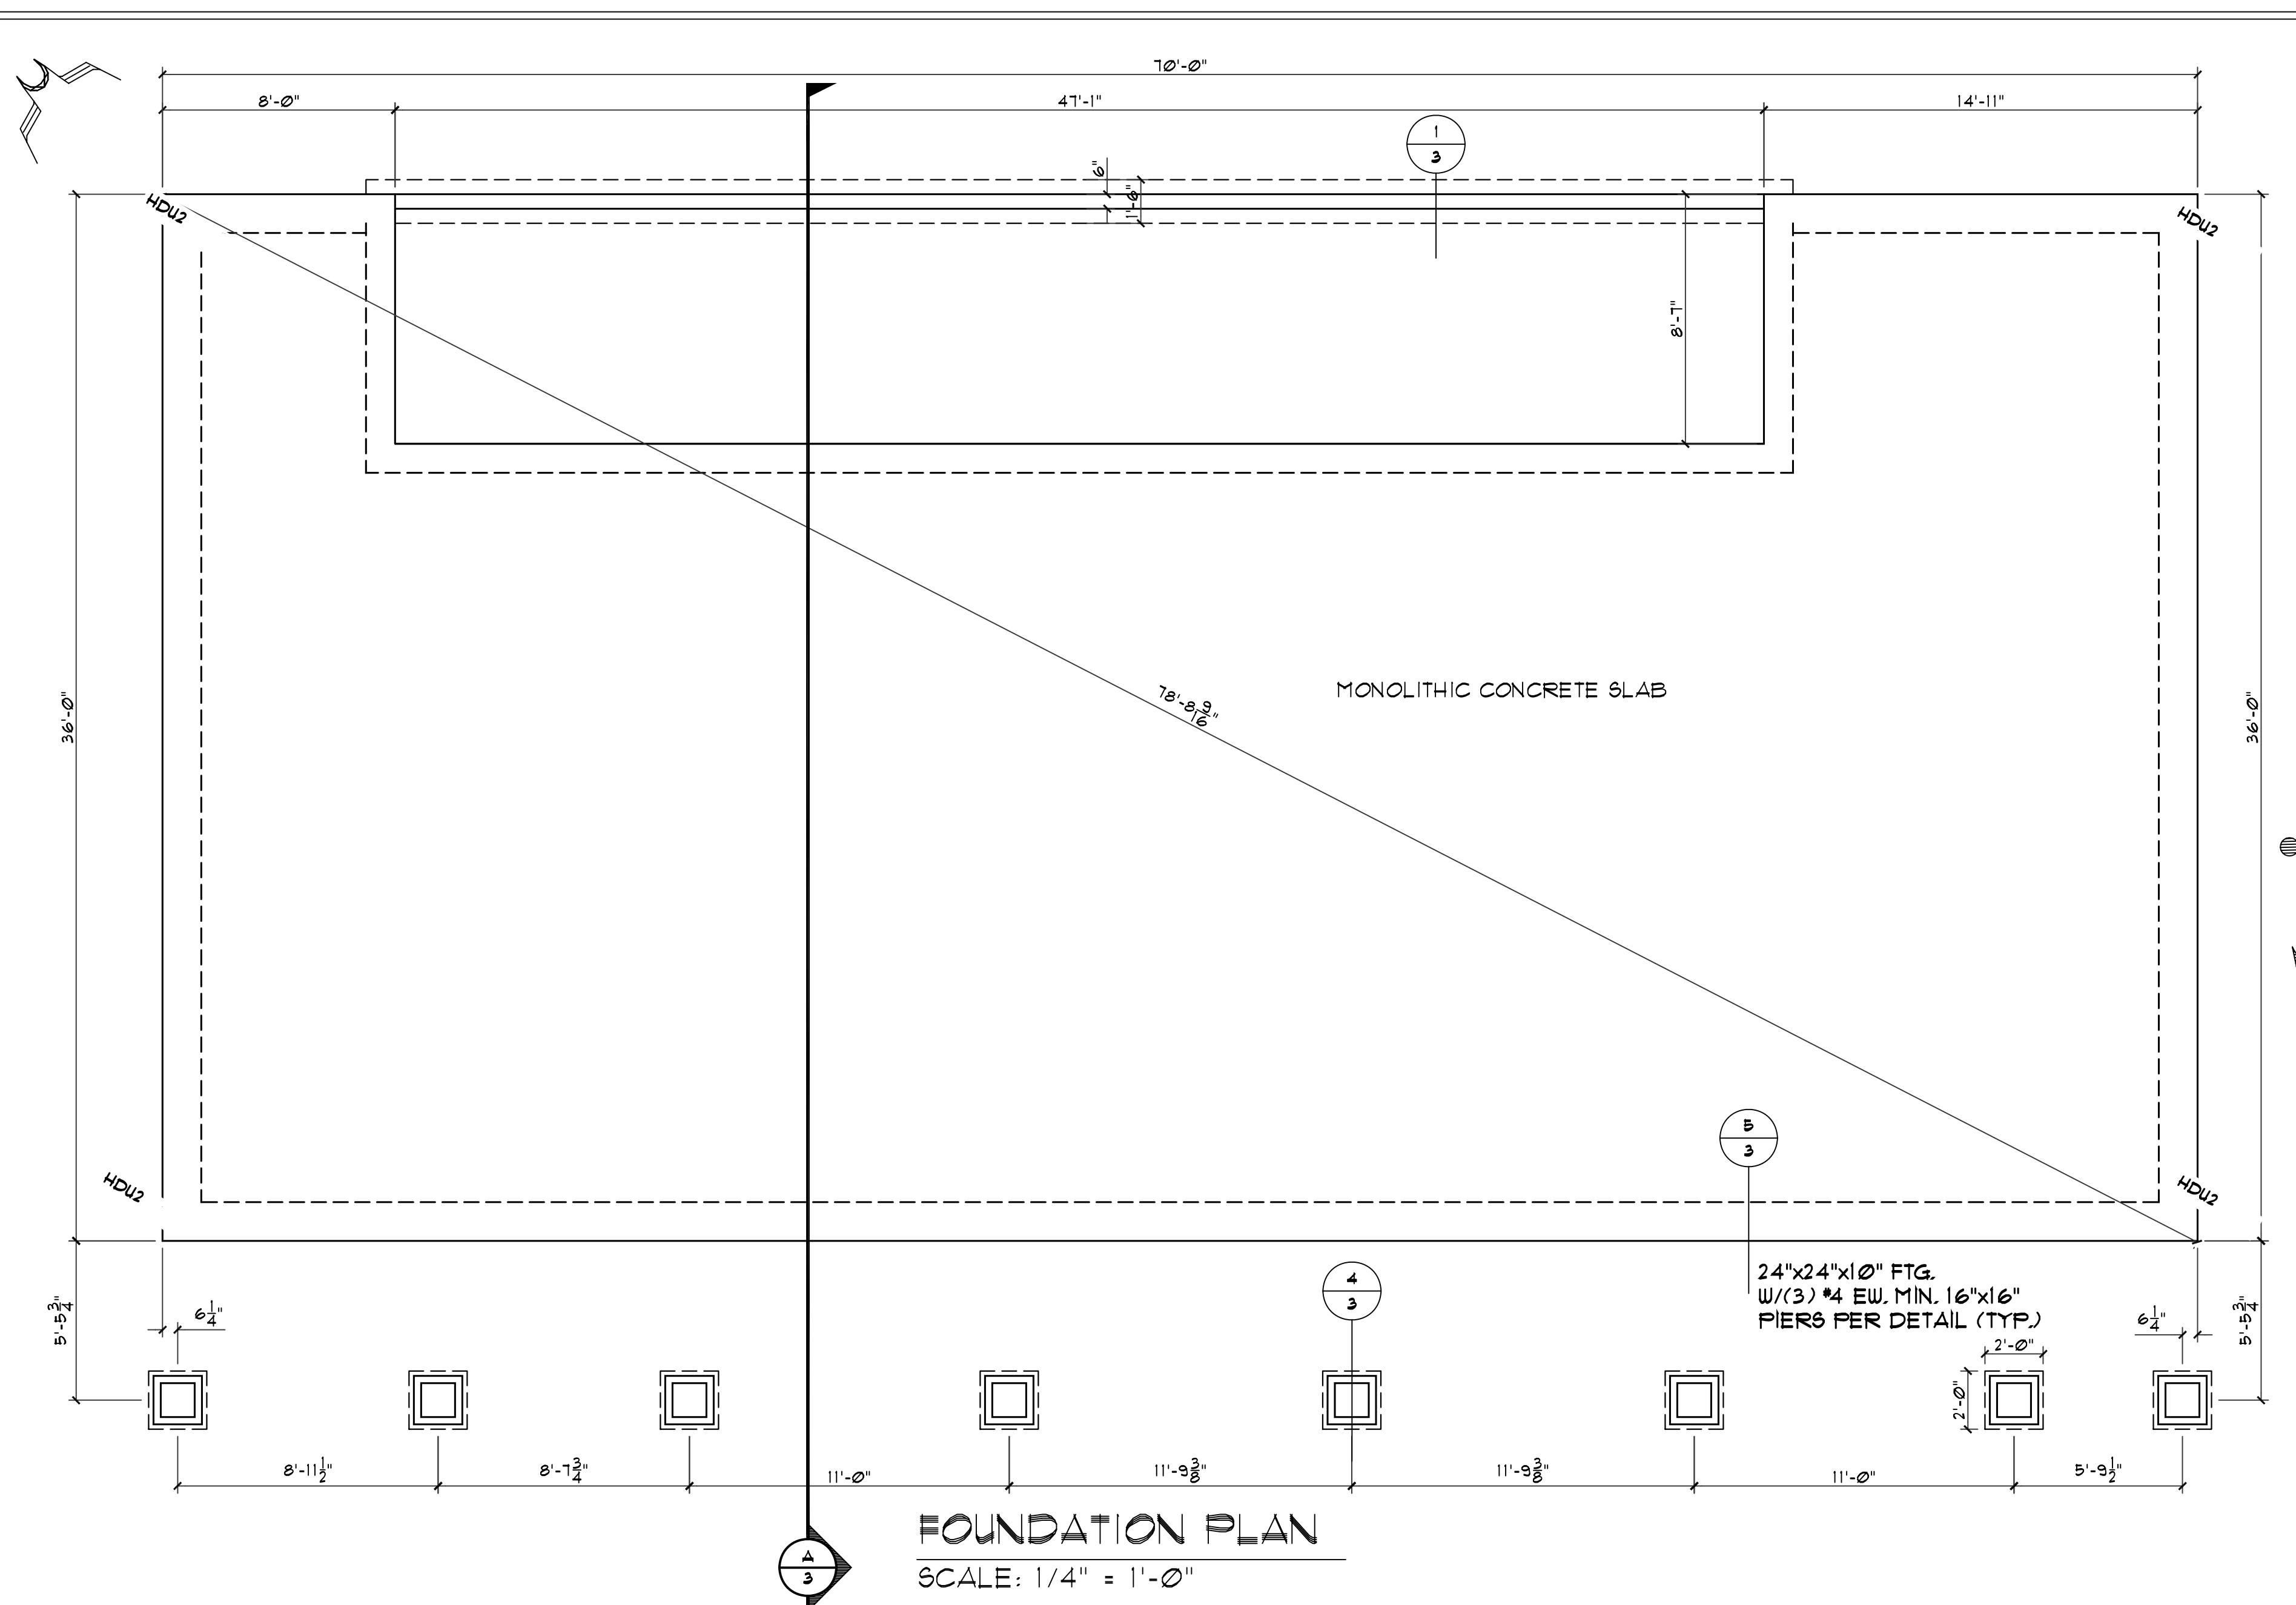 70'-0"
8'-0"
47'-1"
14'-11"
1
3
6"
1'-6"
HDU2
HDU2
8'-7"
36'-0"
78'-8 9/16"
MONOLITHIC CONCRETE SLAB
36'-0"
5
3
HDU2
HDU2
4
3
24"x24"x10" FTG.
W/(3) #4 EW. MIN. 16"x16"
PIERS PER DETAIL (TYP.)
5'-5 3/4"
6 1/4"
6 1/4"
5'-5 3/4"
2'-0"
2'-0"
8'-11 1/2"
8'-7 3/4"
11'-0"
11'-9 3/8"
11'-9 3/8"
11'-0"
5'-9 1/2"
FOUNDATION PLAN
A
3
SCALE: 1/4" = 1'-0"